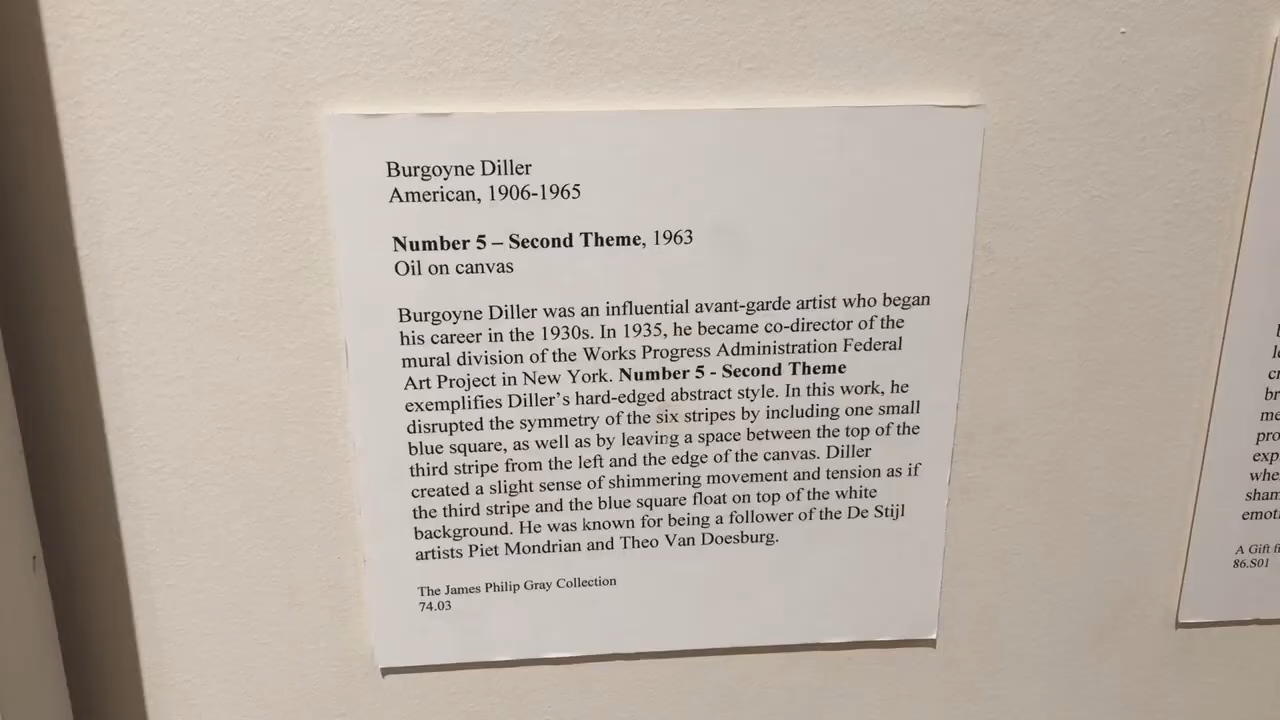 Burgoyne Diller
American, 1906-1965
Number 5 – Second Theme, 1963
Oil on canvas
Burgoyne Diller was an influential avant-garde artist who began
his career in the 1930s. In 1935, he became co-director of the
mural division of the Works Progress Administration Federal
Art Project in New York. Number 5 - Second Theme
exemplifies Diller's hard-edged abstract style. In this work, he
disrupted the symmetry of the six stripes by including one small
blue square, as well as by leaving a space between the top of the
third stripe from the left and the edge of the canvas. Diller
created a slight sense of shimmering movement and tension as if
the third stripe and the blue square float on top of the white
background. He was known for being a follower of the De Stijl
artists Piet Mondrian and Theo Van Doesburg.
The James Philip Gray Collection
74.03
A Gift
86.S01